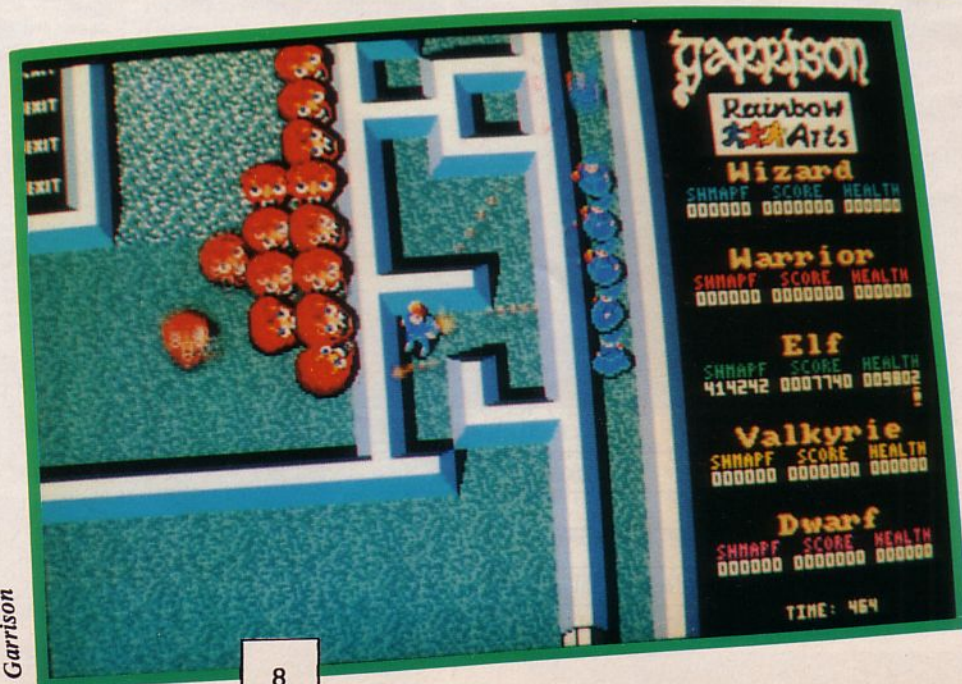 EXIT
EXIT
EXIT
garrison
Rainbow
Arts
Wizard
SHMAPF SCORE HEALTH
000000 0000000 000000
Warrior
SHMAPF SCORE HEALTH
000000 0000000 000000
Elf
SHMAPF SCORE HEALTH
414242 0007740 005802
Valkyrie
SHMAPF SCORE HEALTH
000000 0000000 000000
Dwarf
SHMAPF SCORE HEALTH
000000 0000000 000000
TIME: 464
Garrison
8